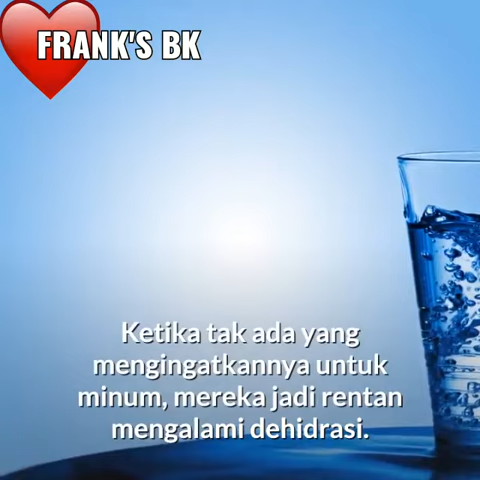 FRANK'S BK
Ketika tak ada yang
mengingatkannya untuk
minum, mereka jadi rentan
mengalami dehidrasi.